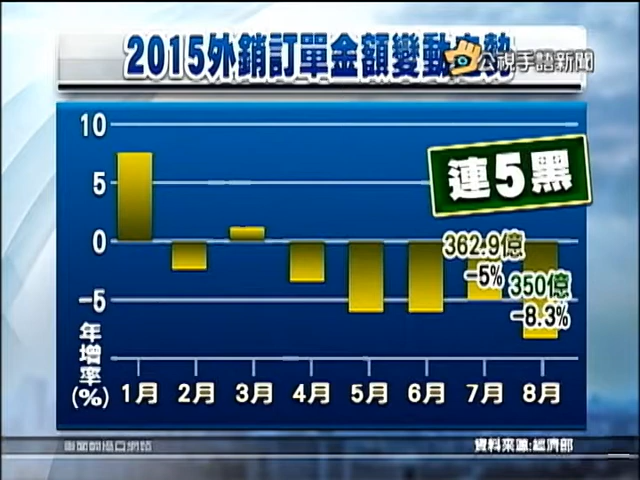 2015外銷訂單金額變動
公視手語新聞
連5黑
10
5
0
-5
362.9億
-5%
350億
-8.3%
年增率(%)
1月 2月 3月 4月 5月 6月 7月 8月
資料來源:經濟部